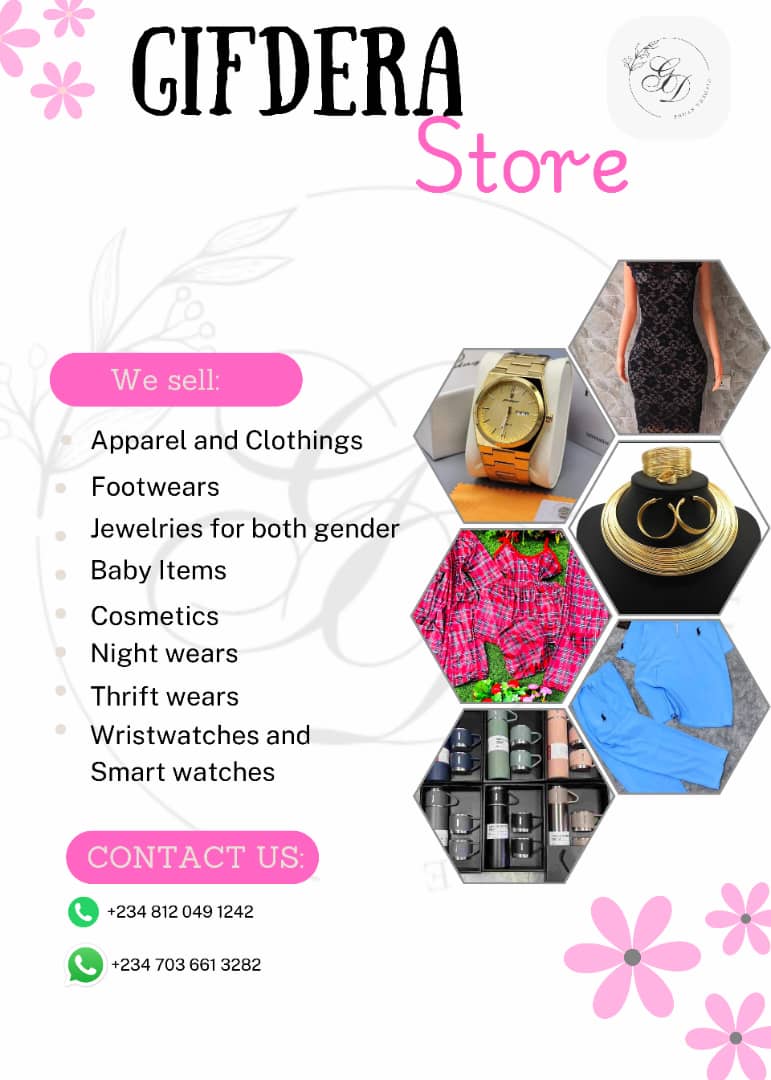 GIFDERA
Store
GD
We sell:
Apparel and Clothings
Footwears
Jewelries for both gender
Baby Items
Cosmetics
Night wears
Thrift wears
Wristwatches and
Smart watches
CONTACT US:
+234 812 049 1242
+234 703 661 3282